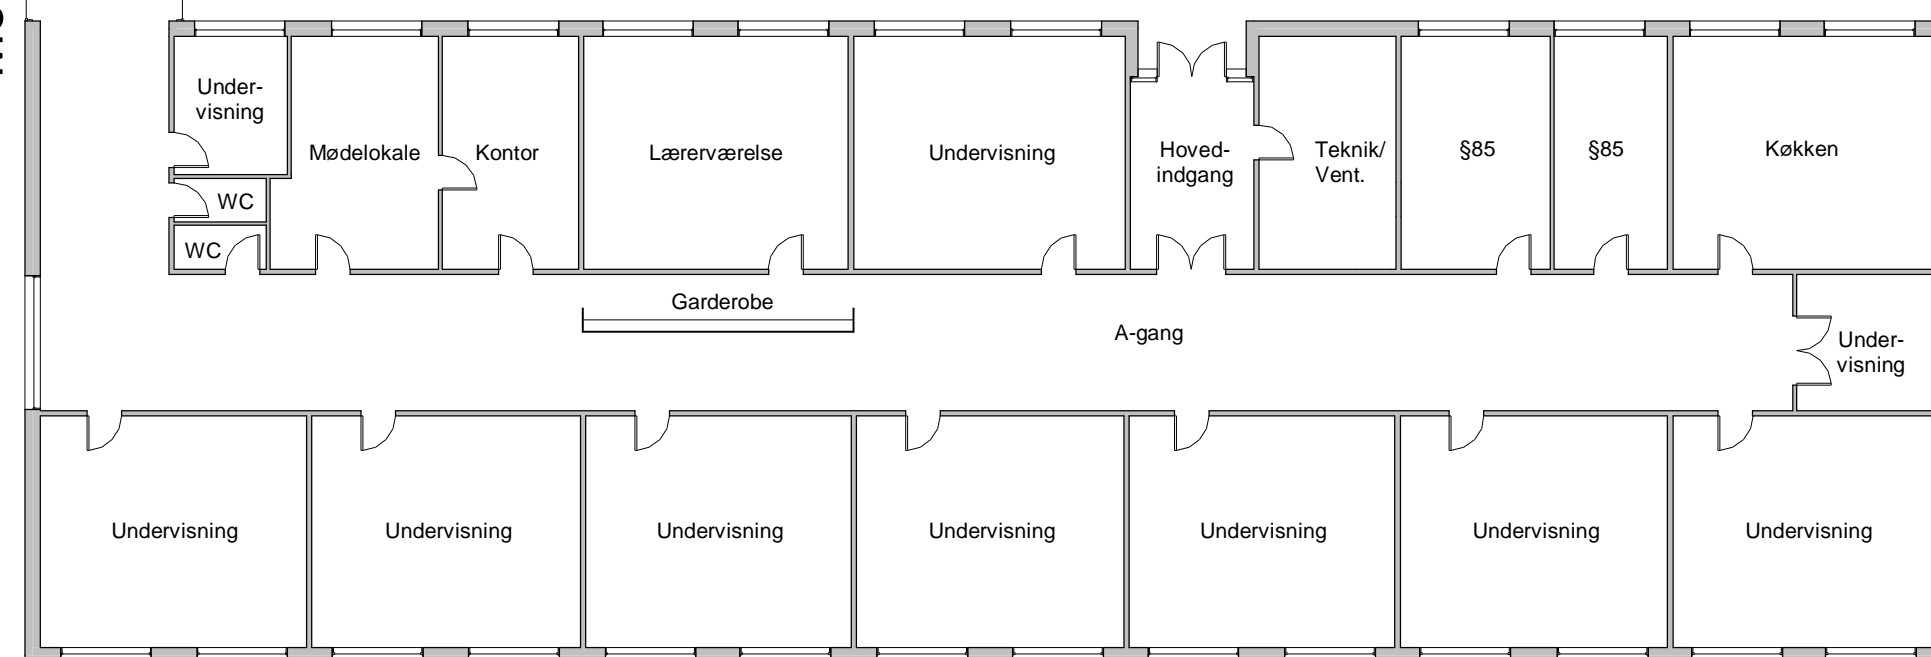 Under-
visning
Mødelokale
Kontor
Lærerværelse
Undervisning
Hoved-
indgang
Teknik/
Vent.
§85
§85
Køkken
WC
WC
Garderobe
A-gang
Under-
visning
Undervisning
Undervisning
Undervisning
Undervisning
Undervisning
Undervisning
Undervisning